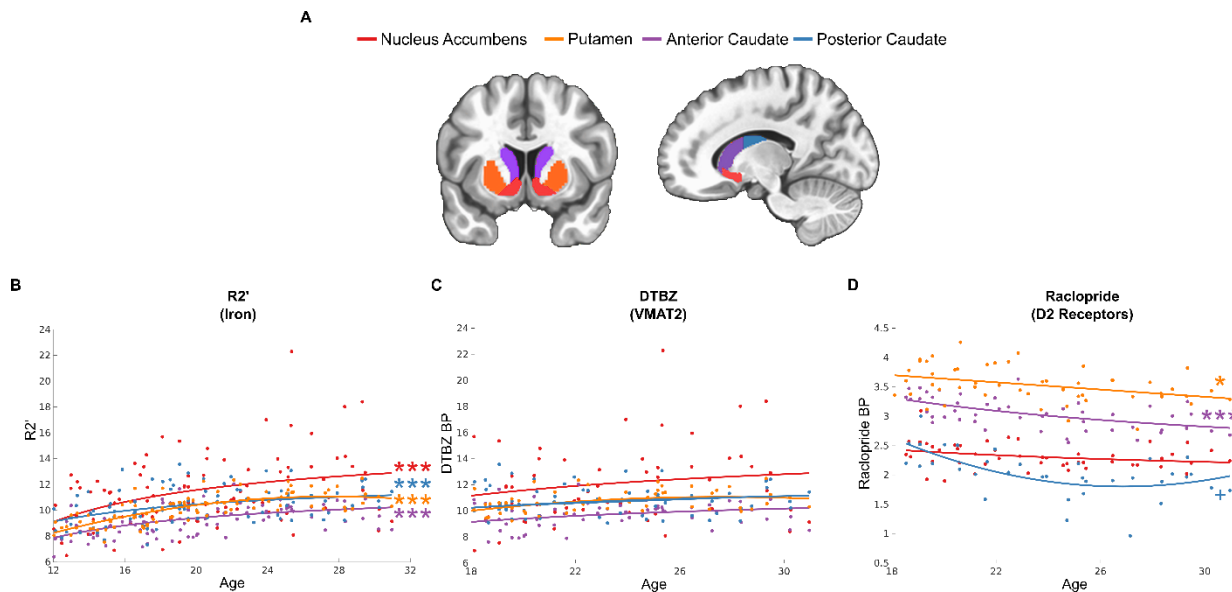 A
Nucleus Accumbens Putamen Anterior Caudate Posterior Caudate
B
R2'
(Iron)
R2'
24
22
20
18
16
14
12
10
8
6
12
16
20
24
28
32
Age
***
***
***
***
C
DTBZ
(VMAT2)
DTBZ BP
24
22
20
18
16
14
12
10
8
6
18
22
26
30
Age
D
Raclopride
(D2 Receptors)
Raclopride BP
4.5
4
3.5
3
2.5
2
1.5
1
0.5
18
22
26
30
Age
*
***
+